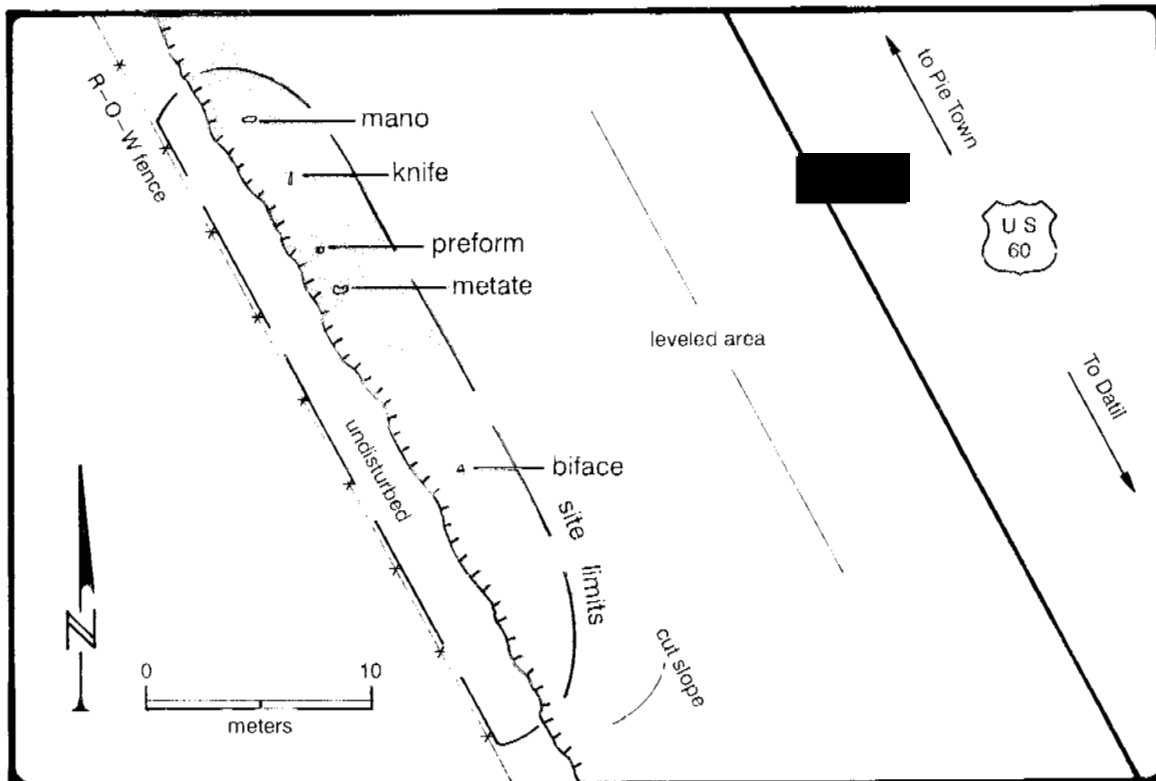 R-O-W fence
mano
knife
preform
metate
biface
undisturbed
site limits
leveled area
cut slope
to Pie Town
U S
60
To Datil
N
0 10
meters